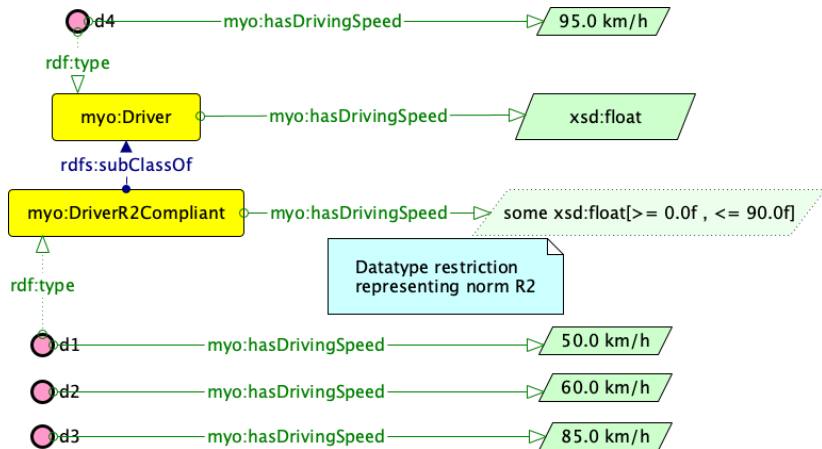 d4
myo:hasDrivingSpeed
95.0 km/h
rdf:type
myo:Driver
myo:hasDrivingSpeed
xsd:float
rdfs:subClassOf
myo:DriverR2Compliant
myo:hasDrivingSpeed
some xsd:float[>= 0.0f , <= 90.0f]
Datatype restriction
representing norm R2
rdf:type
d1
myo:hasDrivingSpeed
50.0 km/h
d2
myo:hasDrivingSpeed
60.0 km/h
d3
myo:hasDrivingSpeed
85.0 km/h